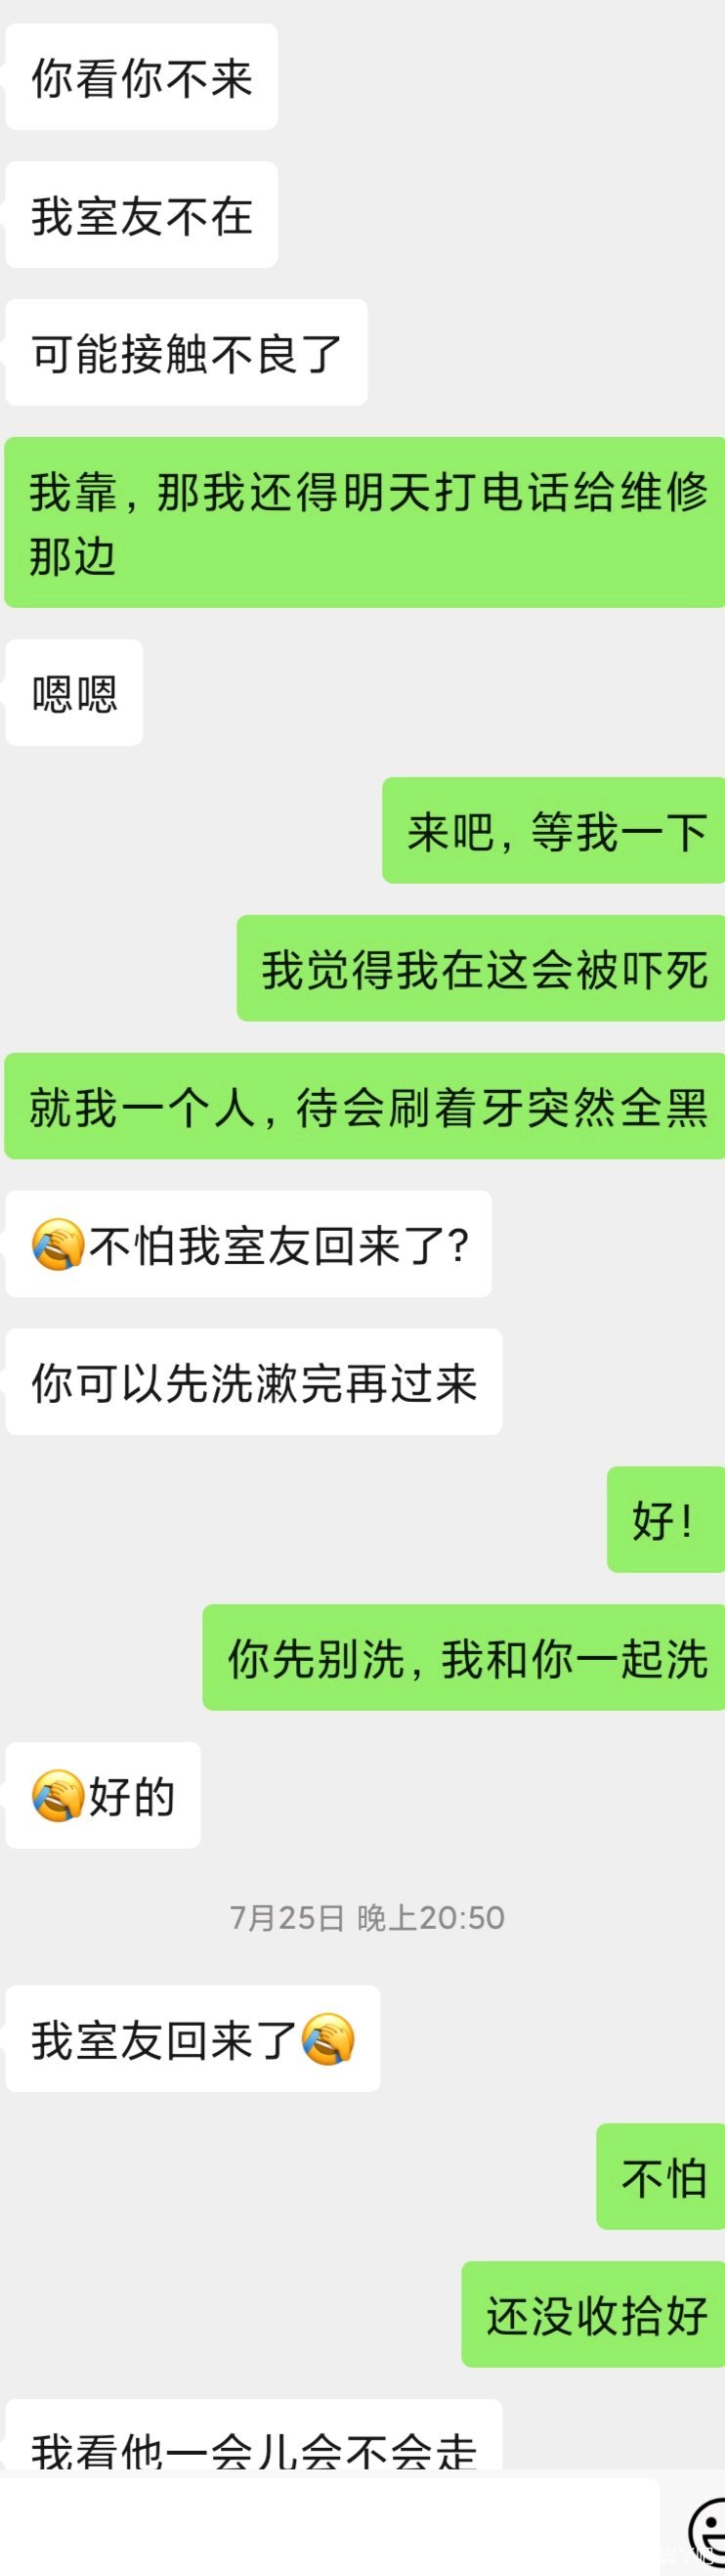 你看你不来
我室友不在
可能接触不良了
我靠，那我还得明天打电话给维修
那边
嗯嗯
来吧，等我一下
我觉得我在这会被吓死
就我一个人，待会刷着牙突然全黑
🤣不怕我室友回来了?
你可以先洗漱完再过来
好!
你先别洗，我和你一起洗
🤣好的
7月25日 晚上20:50
我室友回来了🤣
不怕
还没收拾好
我看他一会儿会不会走